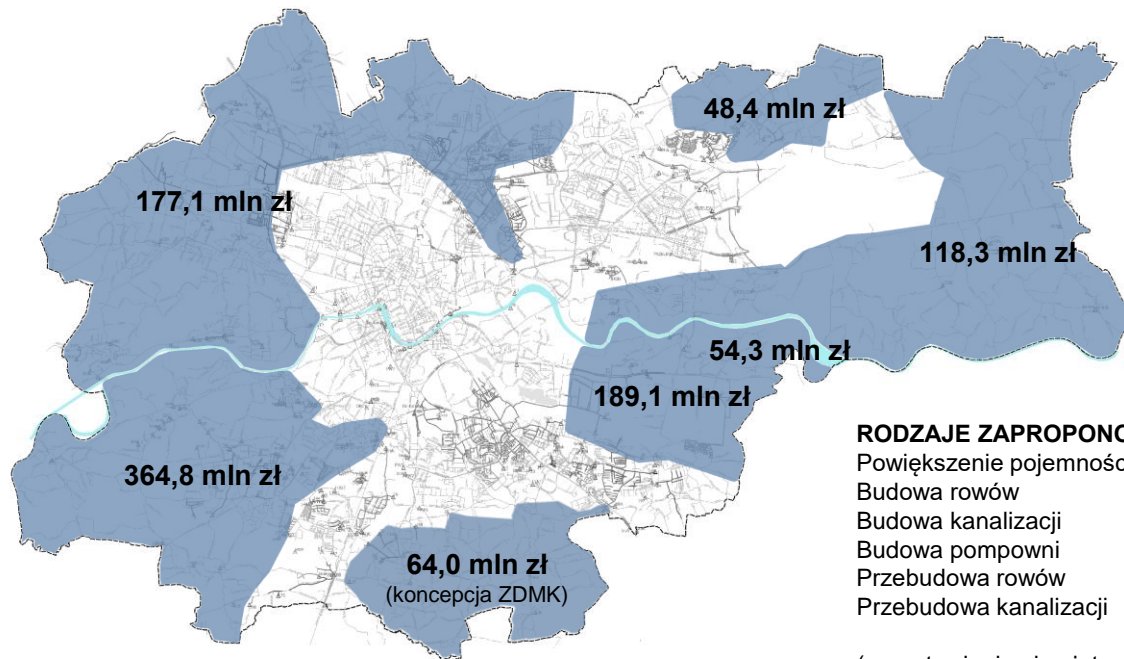 48,4 mln zł
177,1 mln zł
118,3 mln zł
54,3 mln zł
189,1 mln zł
364,8 mln zł
64,0 mln zł
(koncepcja ZDMK)
RODZAJE
Powiększenie
Budowa rowów
Budowa kanalizacji
Budowa pompowni
Przebudowa rowów
Przebudowa kanalizacji